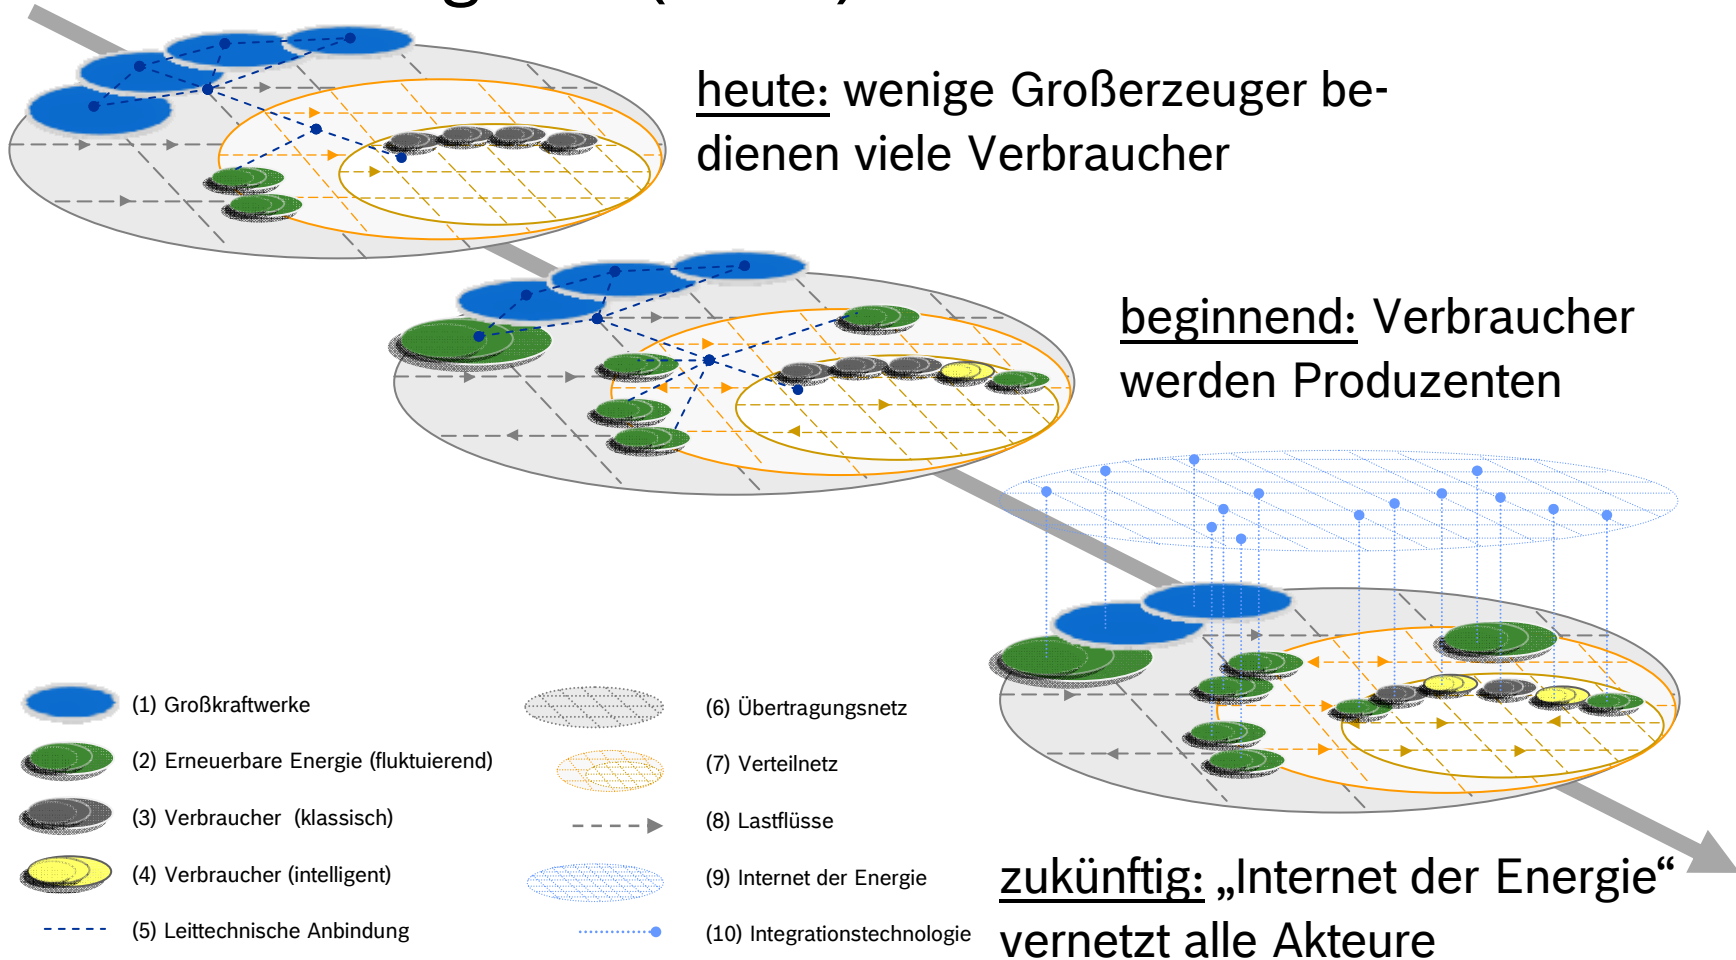 heute: wenige Großerzeuger be-
dienen viele Verbraucher
beginnend: Verbraucher
werden Produzenten
(1) Großkraftwerke
(2) Erneuerbare Energie (fluktuierend)
(3) Verbraucher (klassisch)
(4) Verbraucher (intelligent)
(5) Leittechnische Anbindung
(6) Übertragungsnetz
(7) Verteilnetz
(8) Lastflüsse
(9) Internet der Energie
(10) Integrationstechnologie
zukünftig: „Internet der Energie“
vernetzt alle Akteure